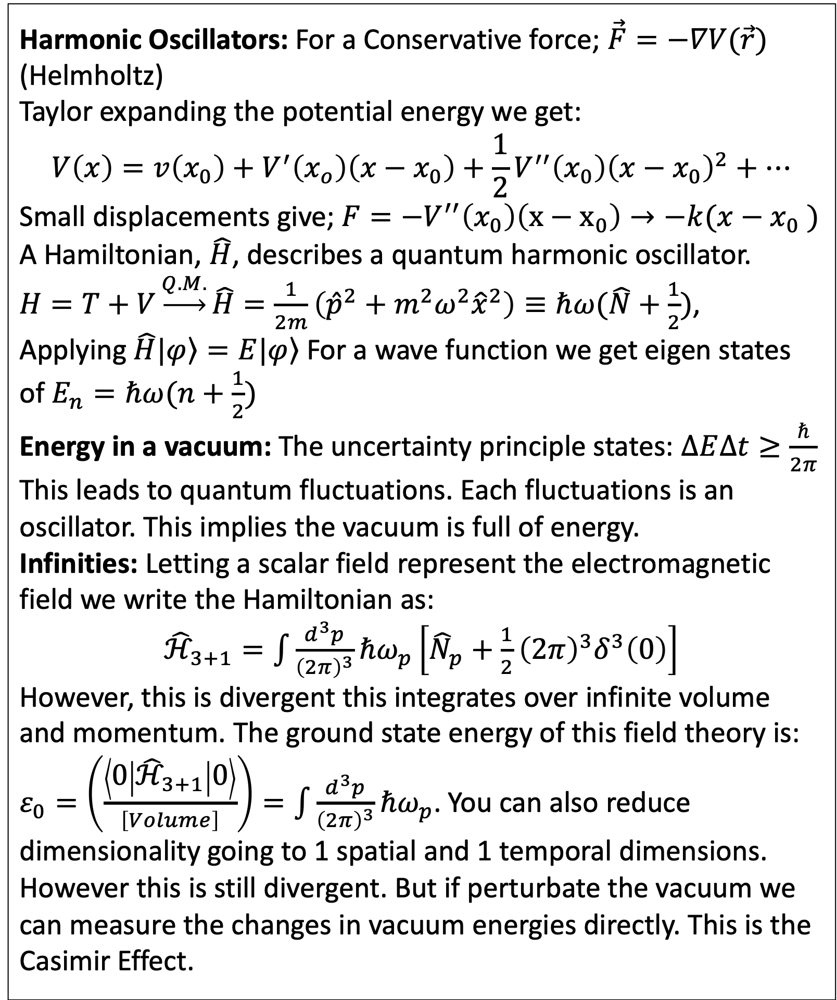 Harmonic Oscillators: For a Conservative force; $\vec{F} = -\nabla V(\vec{r})$
(Helmholtz)
Taylor expanding the potential energy we get:
$V(x) = v(x_0) + V'(x_o)(x - x_0) + \frac{1}{2}V''(x_0)(x - x_0)^2 + \cdots$
Small displacements give; $F = -V''(x_0)(\mathrm{x} - \mathrm{x}_0) \rightarrow -k(x - x_0\ )$
A Hamiltonian, $\hat{H}$, describes a quantum harmonic oscillator.
$H = T + V \xrightarrow{Q.M.} \hat{H} = \frac{1}{2m}(\hat{p}^2 + m^2\omega^2\hat{x}^2) \equiv \hbar\omega(\hat{N} + \frac{1}{2})$,
Applying $\hat{H}|\varphi\rangle = E|\varphi\rangle$ For a wave function we get eigen states
of $E_n = \hbar\omega(n + \frac{1}{2})$
Energy in a vacuum: The uncertainty principle states: $\Delta E\Delta t \geq \frac{\hbar}{2\pi}$
This leads to quantum fluctuations. Each fluctuations is an
oscillator. This implies the vacuum is full of energy.
Infinities: Letting a scalar field represent the electromagnetic
field we write the Hamiltonian as:
$\hat{\mathcal{H}}_{3+1} = \int \frac{d^3p}{(2\pi)^3}\hbar\omega_p\left[\hat{N}_p + \frac{1}{2}(2\pi)^3\delta^3(0)\right]$
However, this is divergent this integrates over infinite volume
and momentum. The ground state energy of this field theory is:
$\varepsilon_0 = \left(\frac{\langle 0|\hat{\mathcal{H}}_{3+1}|0\rangle}{[Volume]}\right) = \int \frac{d^3p}{(2\pi)^3}\hbar\omega_p$. You can also reduce
dimensionality going to 1 spatial and 1 temporal dimensions.
However this is still divergent. But if perturbate the vacuum we
can measure the changes in vacuum energies directly. This is the
Casimir Effect.